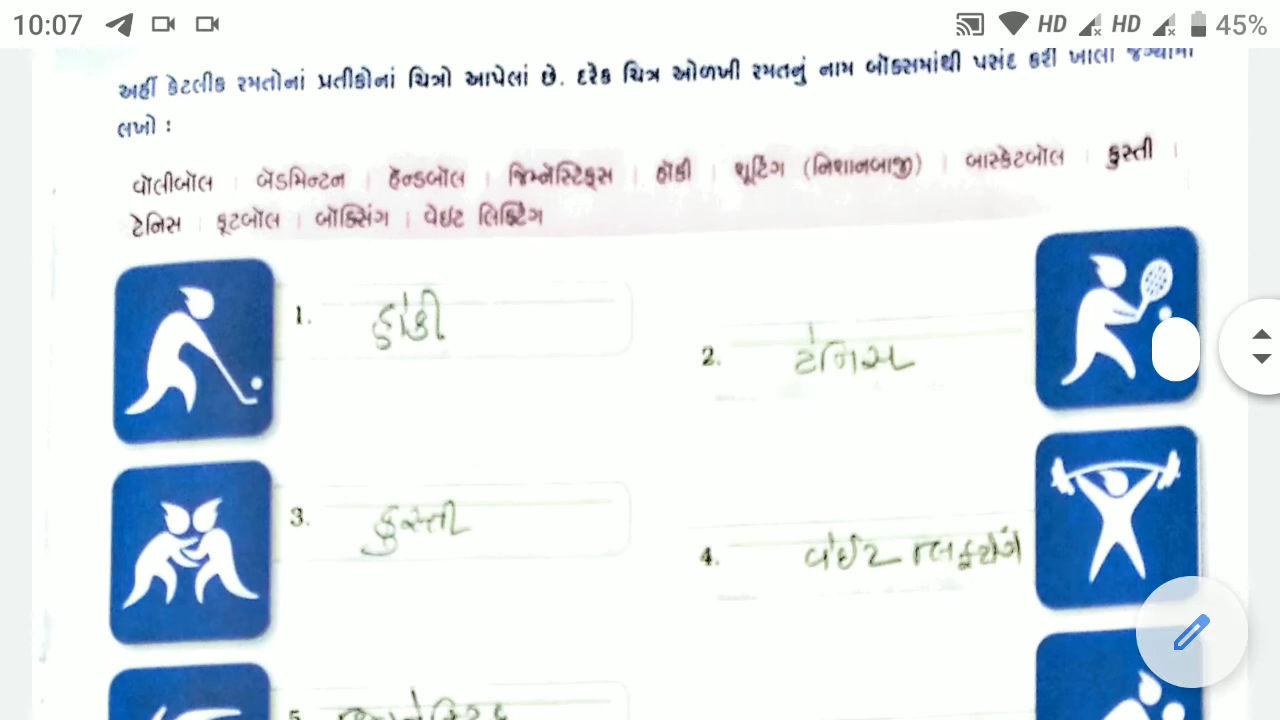 10:07 HD HD 45%
અહીં કેટલીક રમતોનાં પ્રતીકોનાં ચિત્રો આપેલાં છે. દરેક ચિત્ર ઓળખી રમતનું નામ બૉક્સમાંથી પસંદ કરી ખાલી જગ્યામાં
લખો :
વૉલીબૉલ | બૅડમિન્ટન | હૅન્ડબૉલ | જિમ્નૅસ્ટિક્સ | હૉકી | શૂટિંગ (નિશાનબાજી) | બાસ્કેટબૉલ | કુસ્તી |
ટેનિસ | ફૂટબૉલ | બૉક્સિંગ | વેઇટ લિફ્ટિંગ
1. હોકી
2. ટેનિસ
3. કુસ્તી
4. વેઈટ
5.